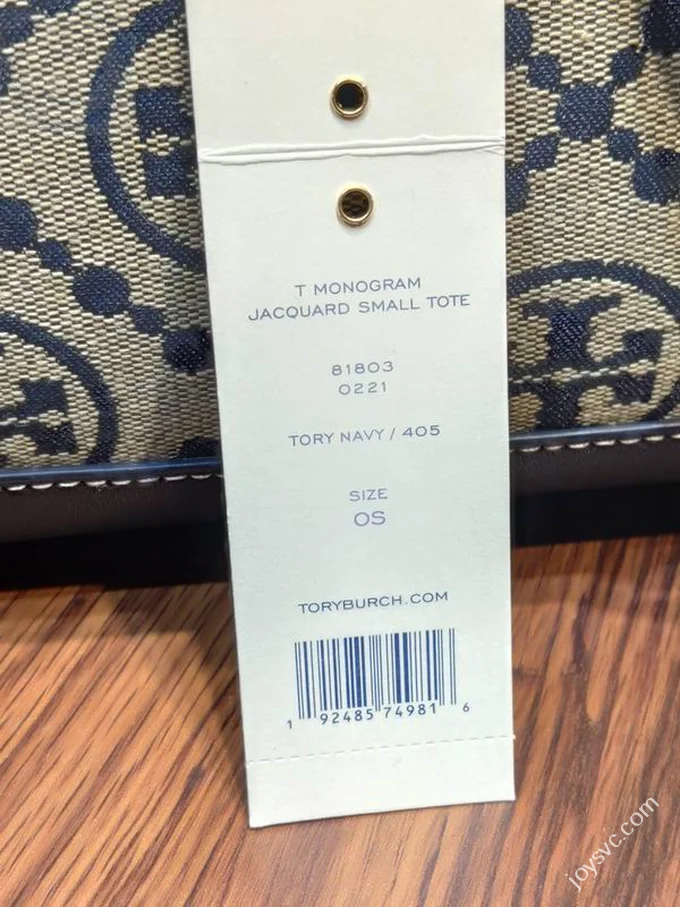 T MONOGRAM
JACQUARD SMALL TOTE
81803
0221
TORY NAVY / 405
SIZE
OS
TORYBURCH.COM
1 92485 74981 6
joysvc.com